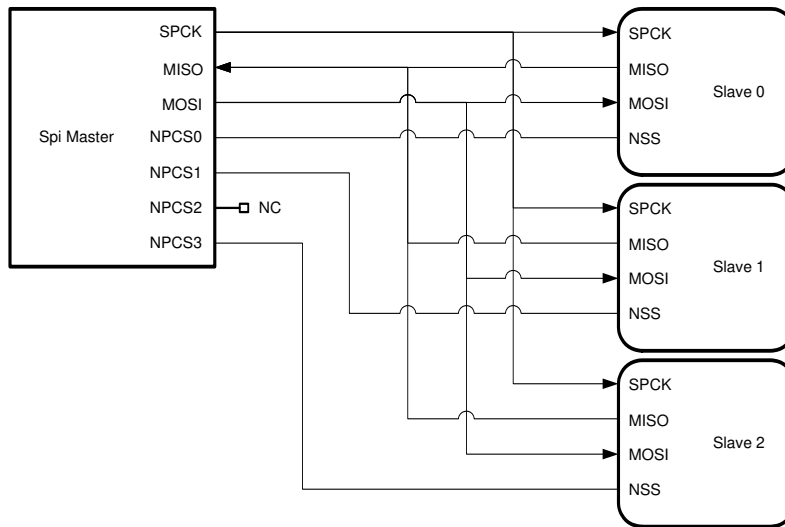 Spi Master
SPCK
MISO
MOSI
NPCS0
NPCS1
NPCS2
NC
NPCS3
SPCK
MISO
MOSI
NSS
Slave 0
SPCK
MISO
MOSI
NSS
Slave 1
SPCK
MISO
MOSI
NSS
Slave 2